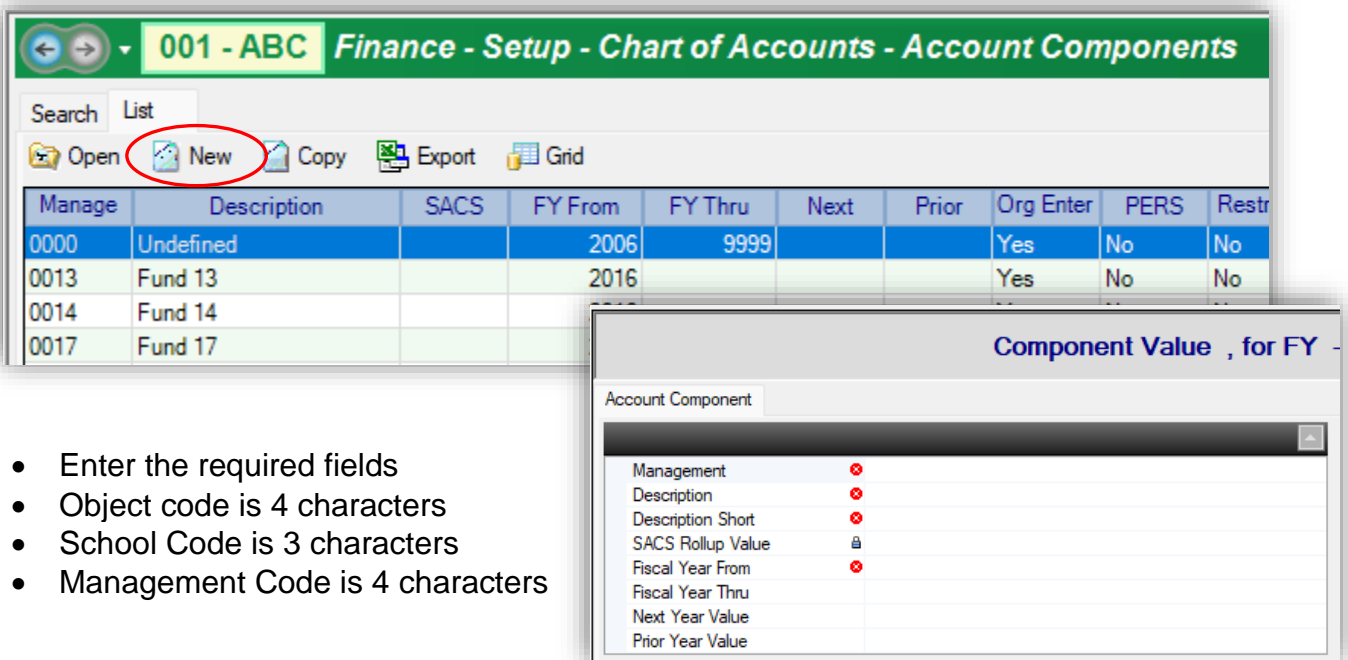 001 - ABC Finance - Setup - Chart of Accounts - Account Components
Search List
Open New Copy Export Grid
Manage Description SACS FY From FY Thru Next Prior Org Enter PERS Restr
0000 Undefined 2006 9999 Yes No No
0013 Fund 13 2016 Yes No No
0014 Fund 14
0017 Fund 17
Component Value , for FY -
Account Component
Management
Description
Description Short
SACS Rollup Value
Fiscal Year From
Fiscal Year Thru
Next Year Value
Prior Year Value
• Enter the required fields
• Object code is 4 characters
• School Code is 3 characters
• Management Code is 4 characters